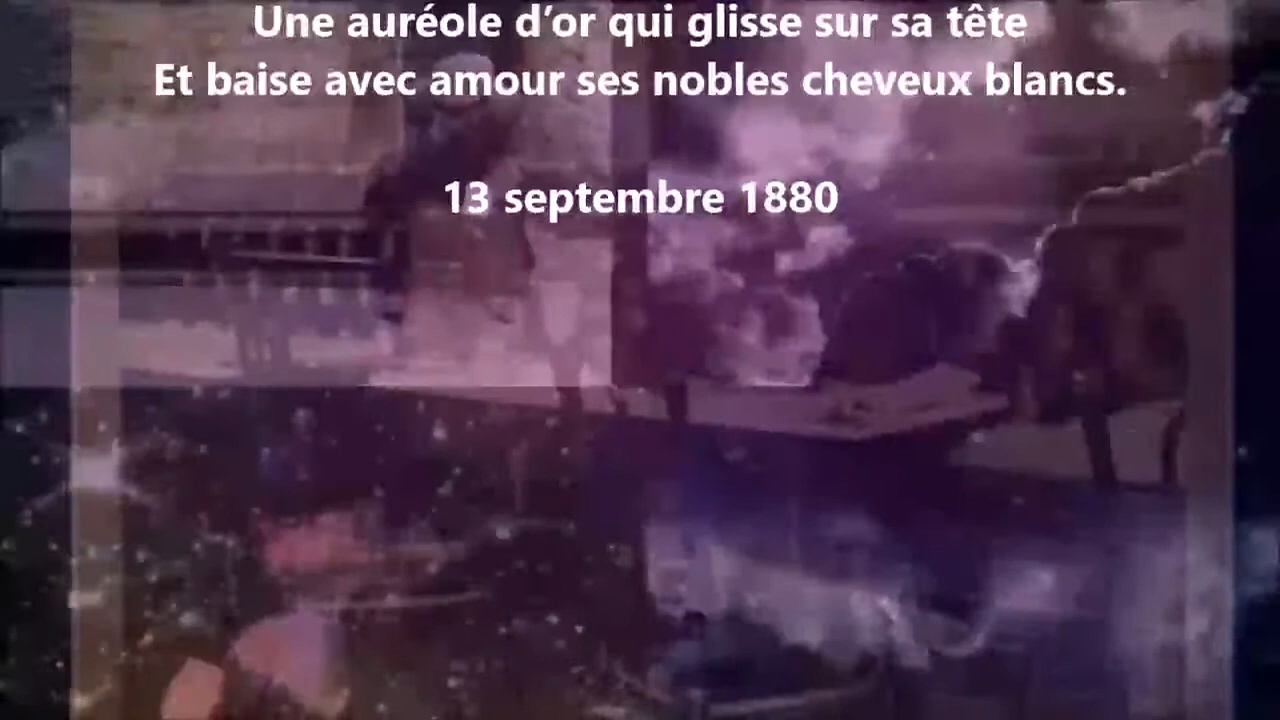 Une auréole d’or qui glisse sur sa tête
Et baise avec amour ses nobles cheveux blancs.
13 septembre 1880